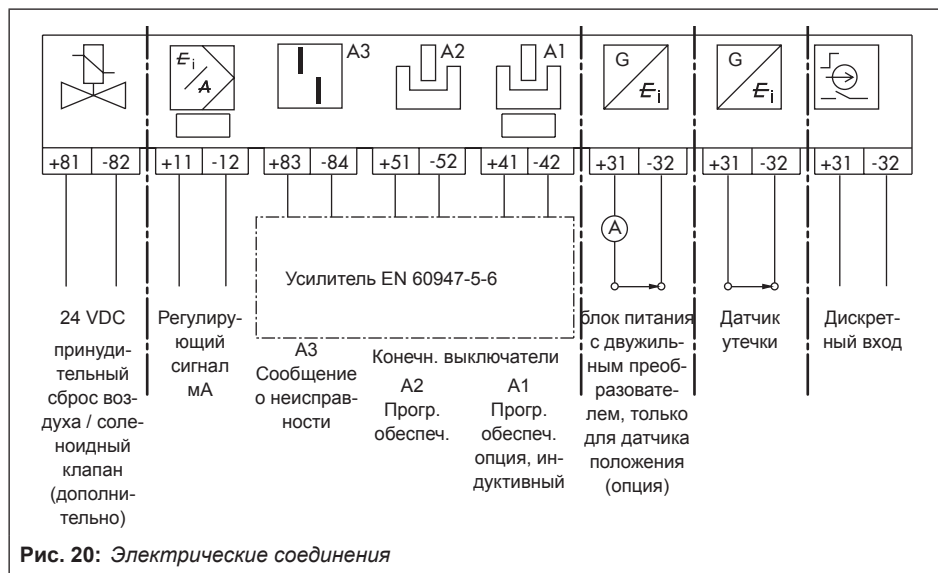 E i / A
A3
A2
A1
G / E i
G / E i
+81 -82 +11 -12 +83 -84 +51 -52 +41 -42 +31 -32 +31 -32 +31 -32
A
Усилитель EN 60947-5-6
24 VDC
принуди-
тельный
сброс воз-
духа / соле-
ноидный
клапан
(дополни-
тельно)
Регулиру-
ющий
сигнал
мА
A3
Сообщение
о неисправ-
ности
Конечн. выключатели
A2
Прогр.
обеспеч.
A1
Прогр.
обеспеч.
опция, ин-
дуктивный
блок питания
с двужиль-
ным преоб-
разовате-
лем, только
для датчика
положения
(опция)
Датчик
утечки
Дискрет-
ный вход
Рис. 20: Электрические соединения